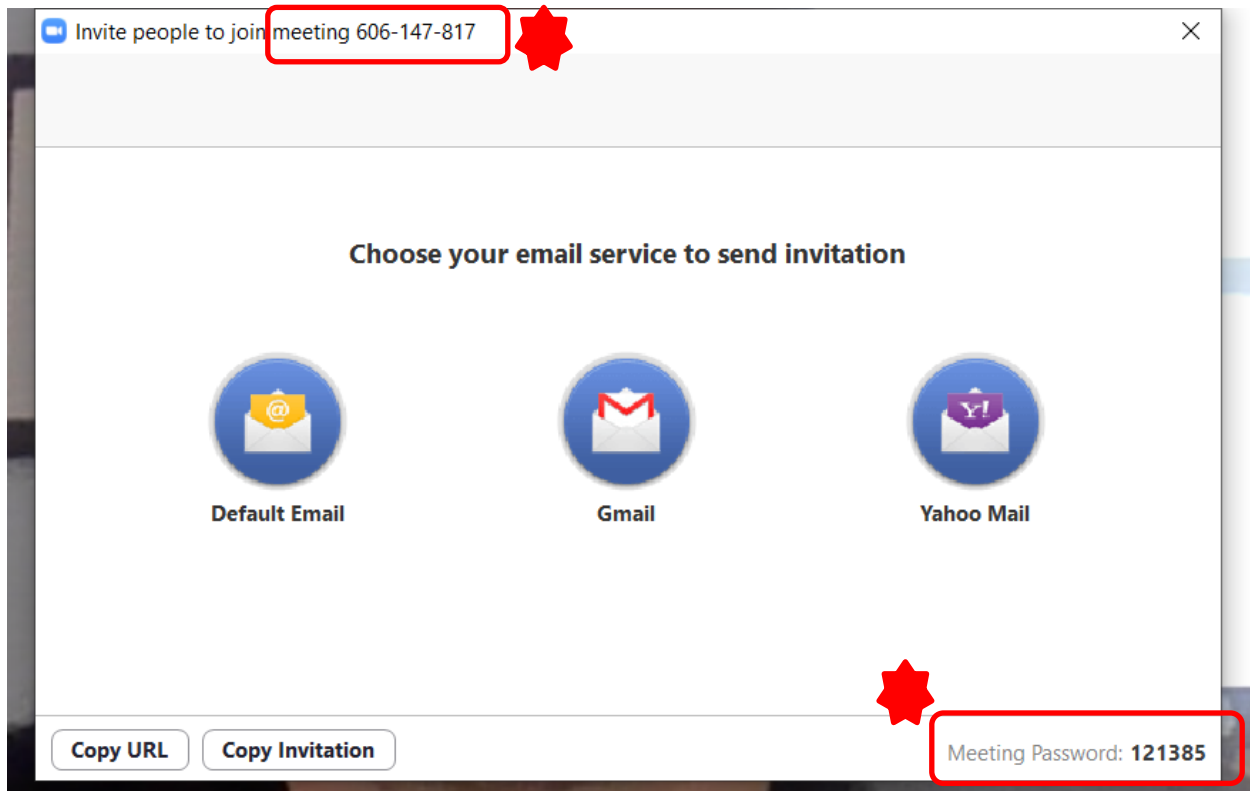 Invite people to join meeting 606-147-817
Choose your email service to send invitation
@
Y!
Default Email
Gmail
Yahoo Mail
Copy URL
Copy Invitation
Meeting Password: 121385